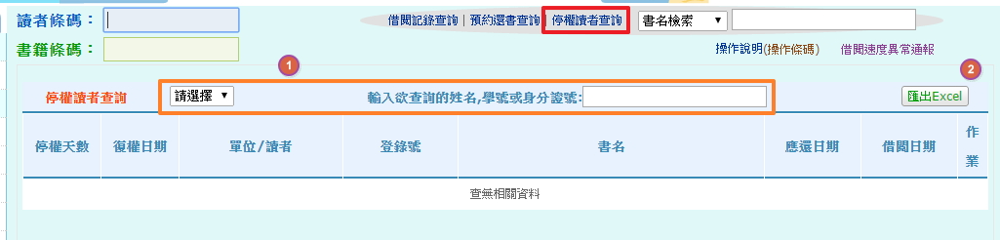 讀者條碼： 借閱記錄查詢 | 預約選書查詢 | 停權讀者查詢 書名檢索
書籍條碼： 操作說明(操作條碼) 借閱速度異常通報
1 2
停權讀者查詢 請選擇 輸入欲查詢的姓名,學號或身分證號: 匯出Excel
停權天數 復權日期 單位/讀者 登錄號 書名 應還日期 借閱日期 作業
查無相關資料